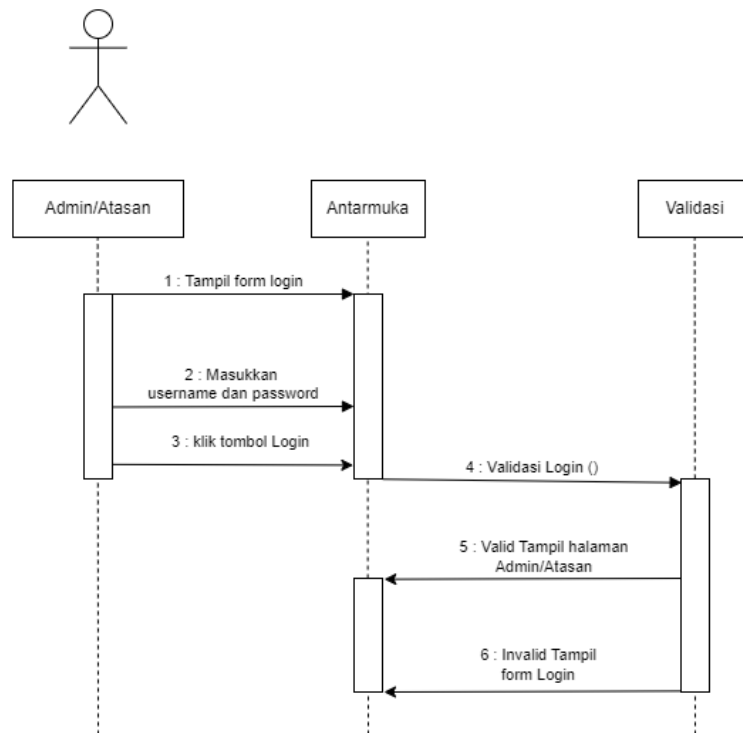 Admin/Atasan
Antarmuka
Validasi
1 : Tampil form login
2 : Masukkan
username dan password
3 : klik tombol Login
4 : Validasi Login ()
5 : Valid Tampil halaman
Admin/Atasan
6 : Invalid Tampil
form Login